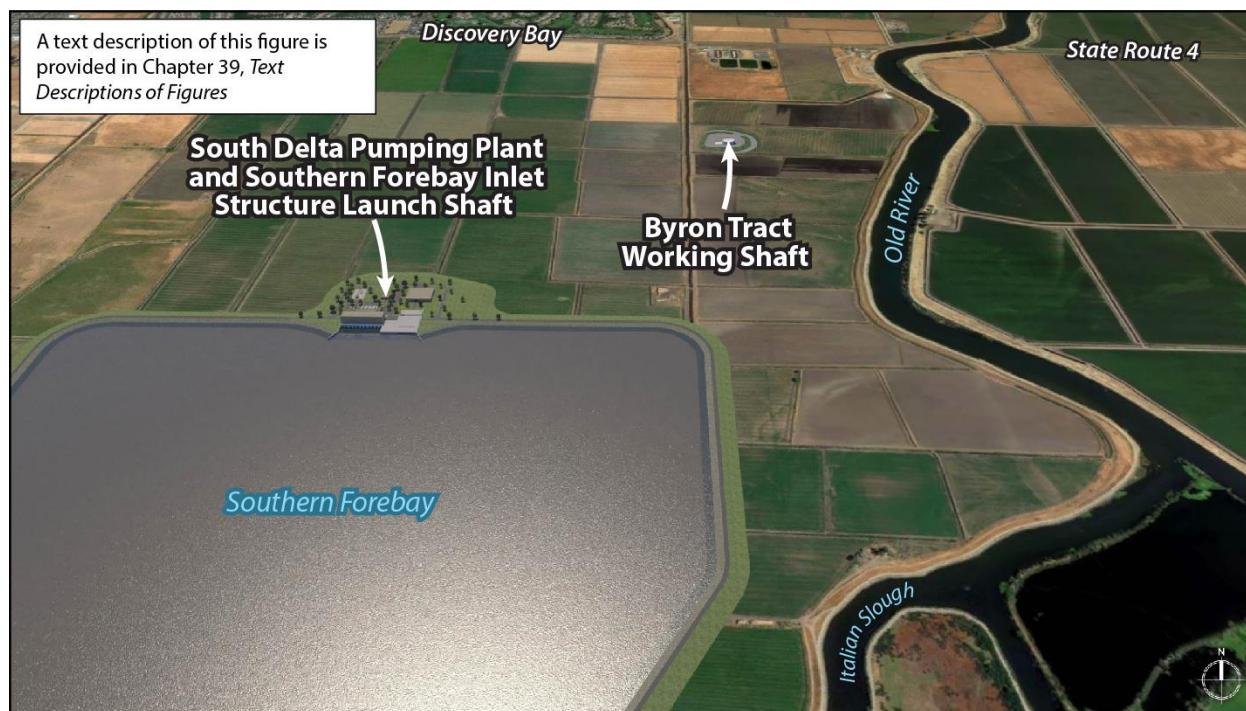 A text description of this figure is
provided in Chapter 39, Text
Descriptions of Figures
Discovery Bay
State Route 4
South Delta Pumping Plant
and Southern Forebay Inlet
Structure Launch Shaft
Byron Tract
Working Shaft
Old River
Southern Forebay
Italian Slough
N